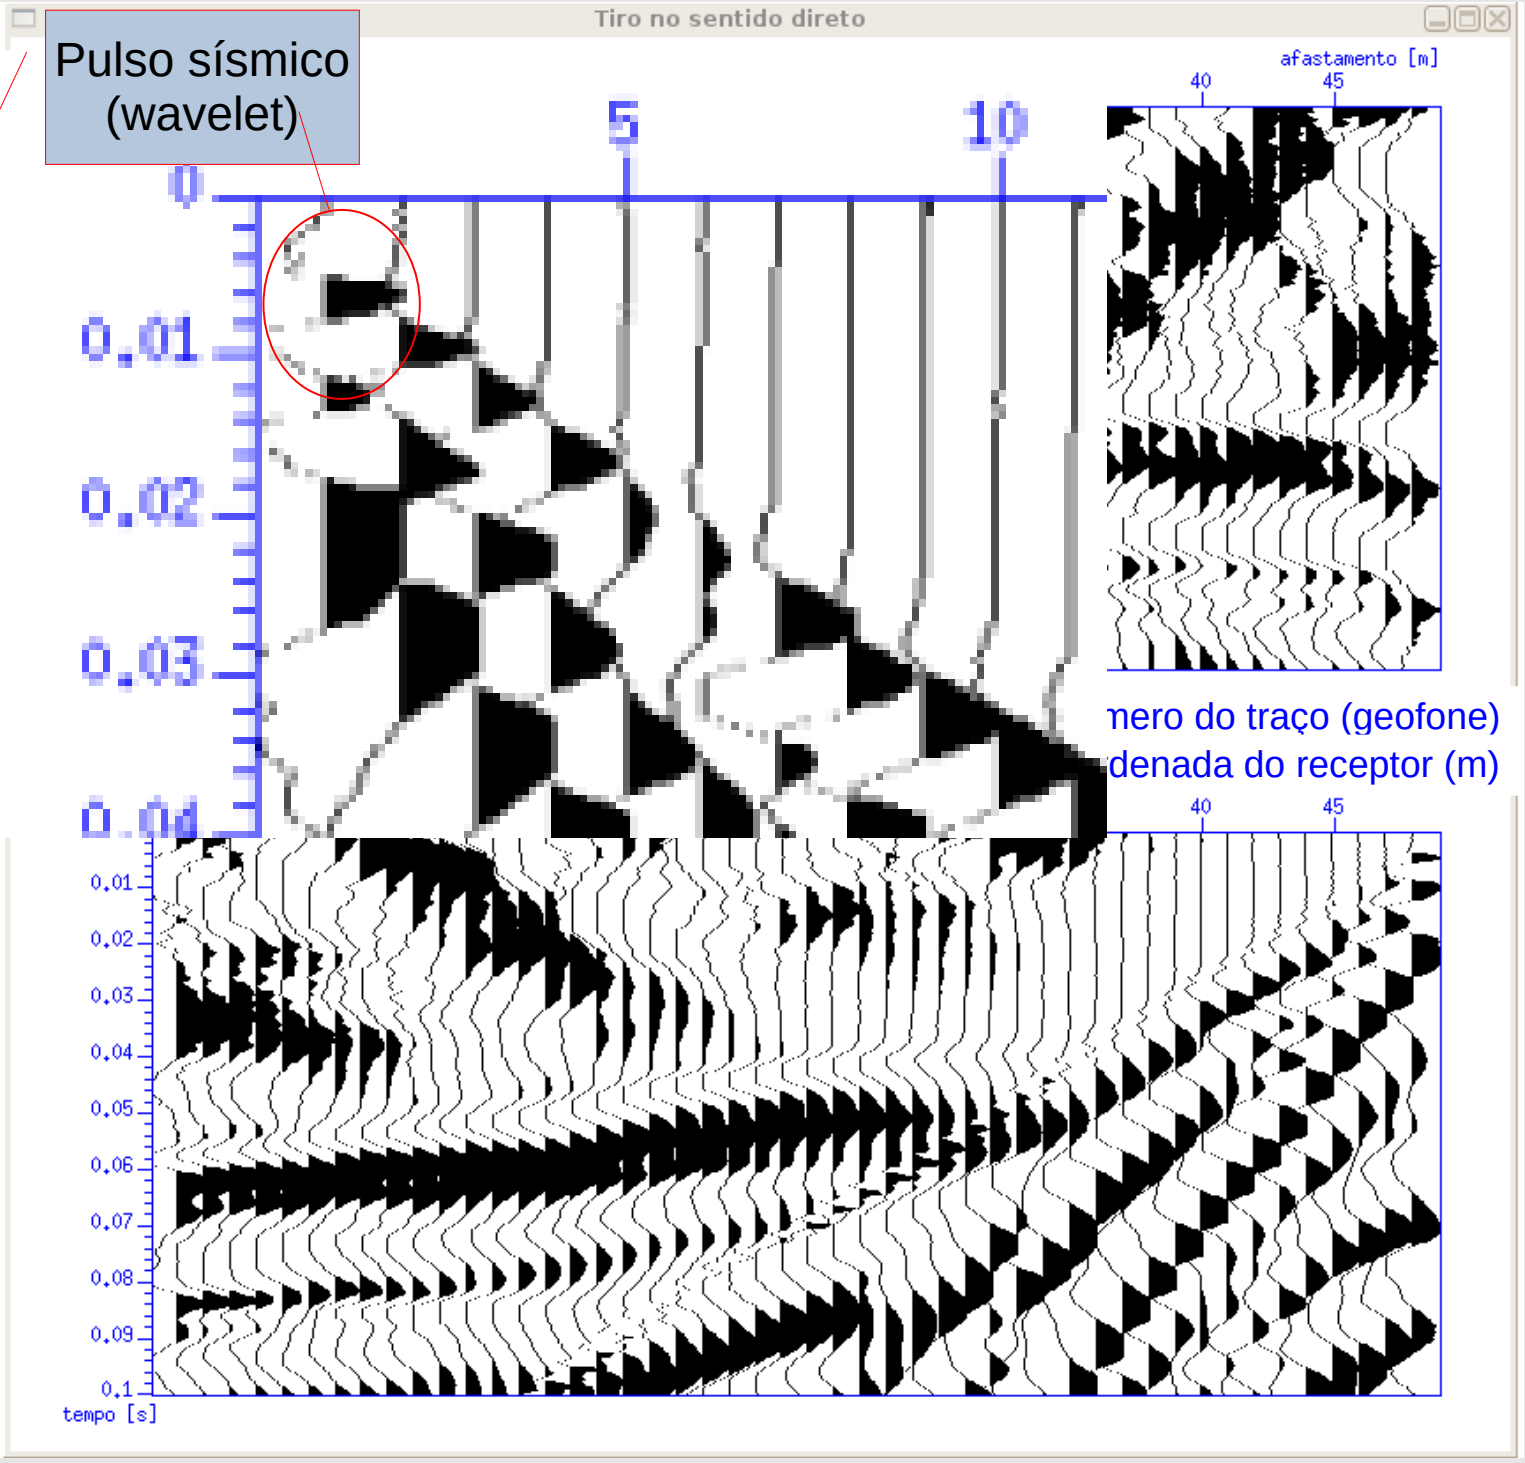 Tiro no sentido direto
Pulso sísmico
(wavelet)
afastamento [m]
40 45
5 10
0
0.01
0.02
0.03
0.04
mero do traço (geofone)
denada do receptor (m)
40 45
0.01
0.02
0.03
0.04
0.05
0.06
0.07
0.08
0.09
0.1
tempo [s]